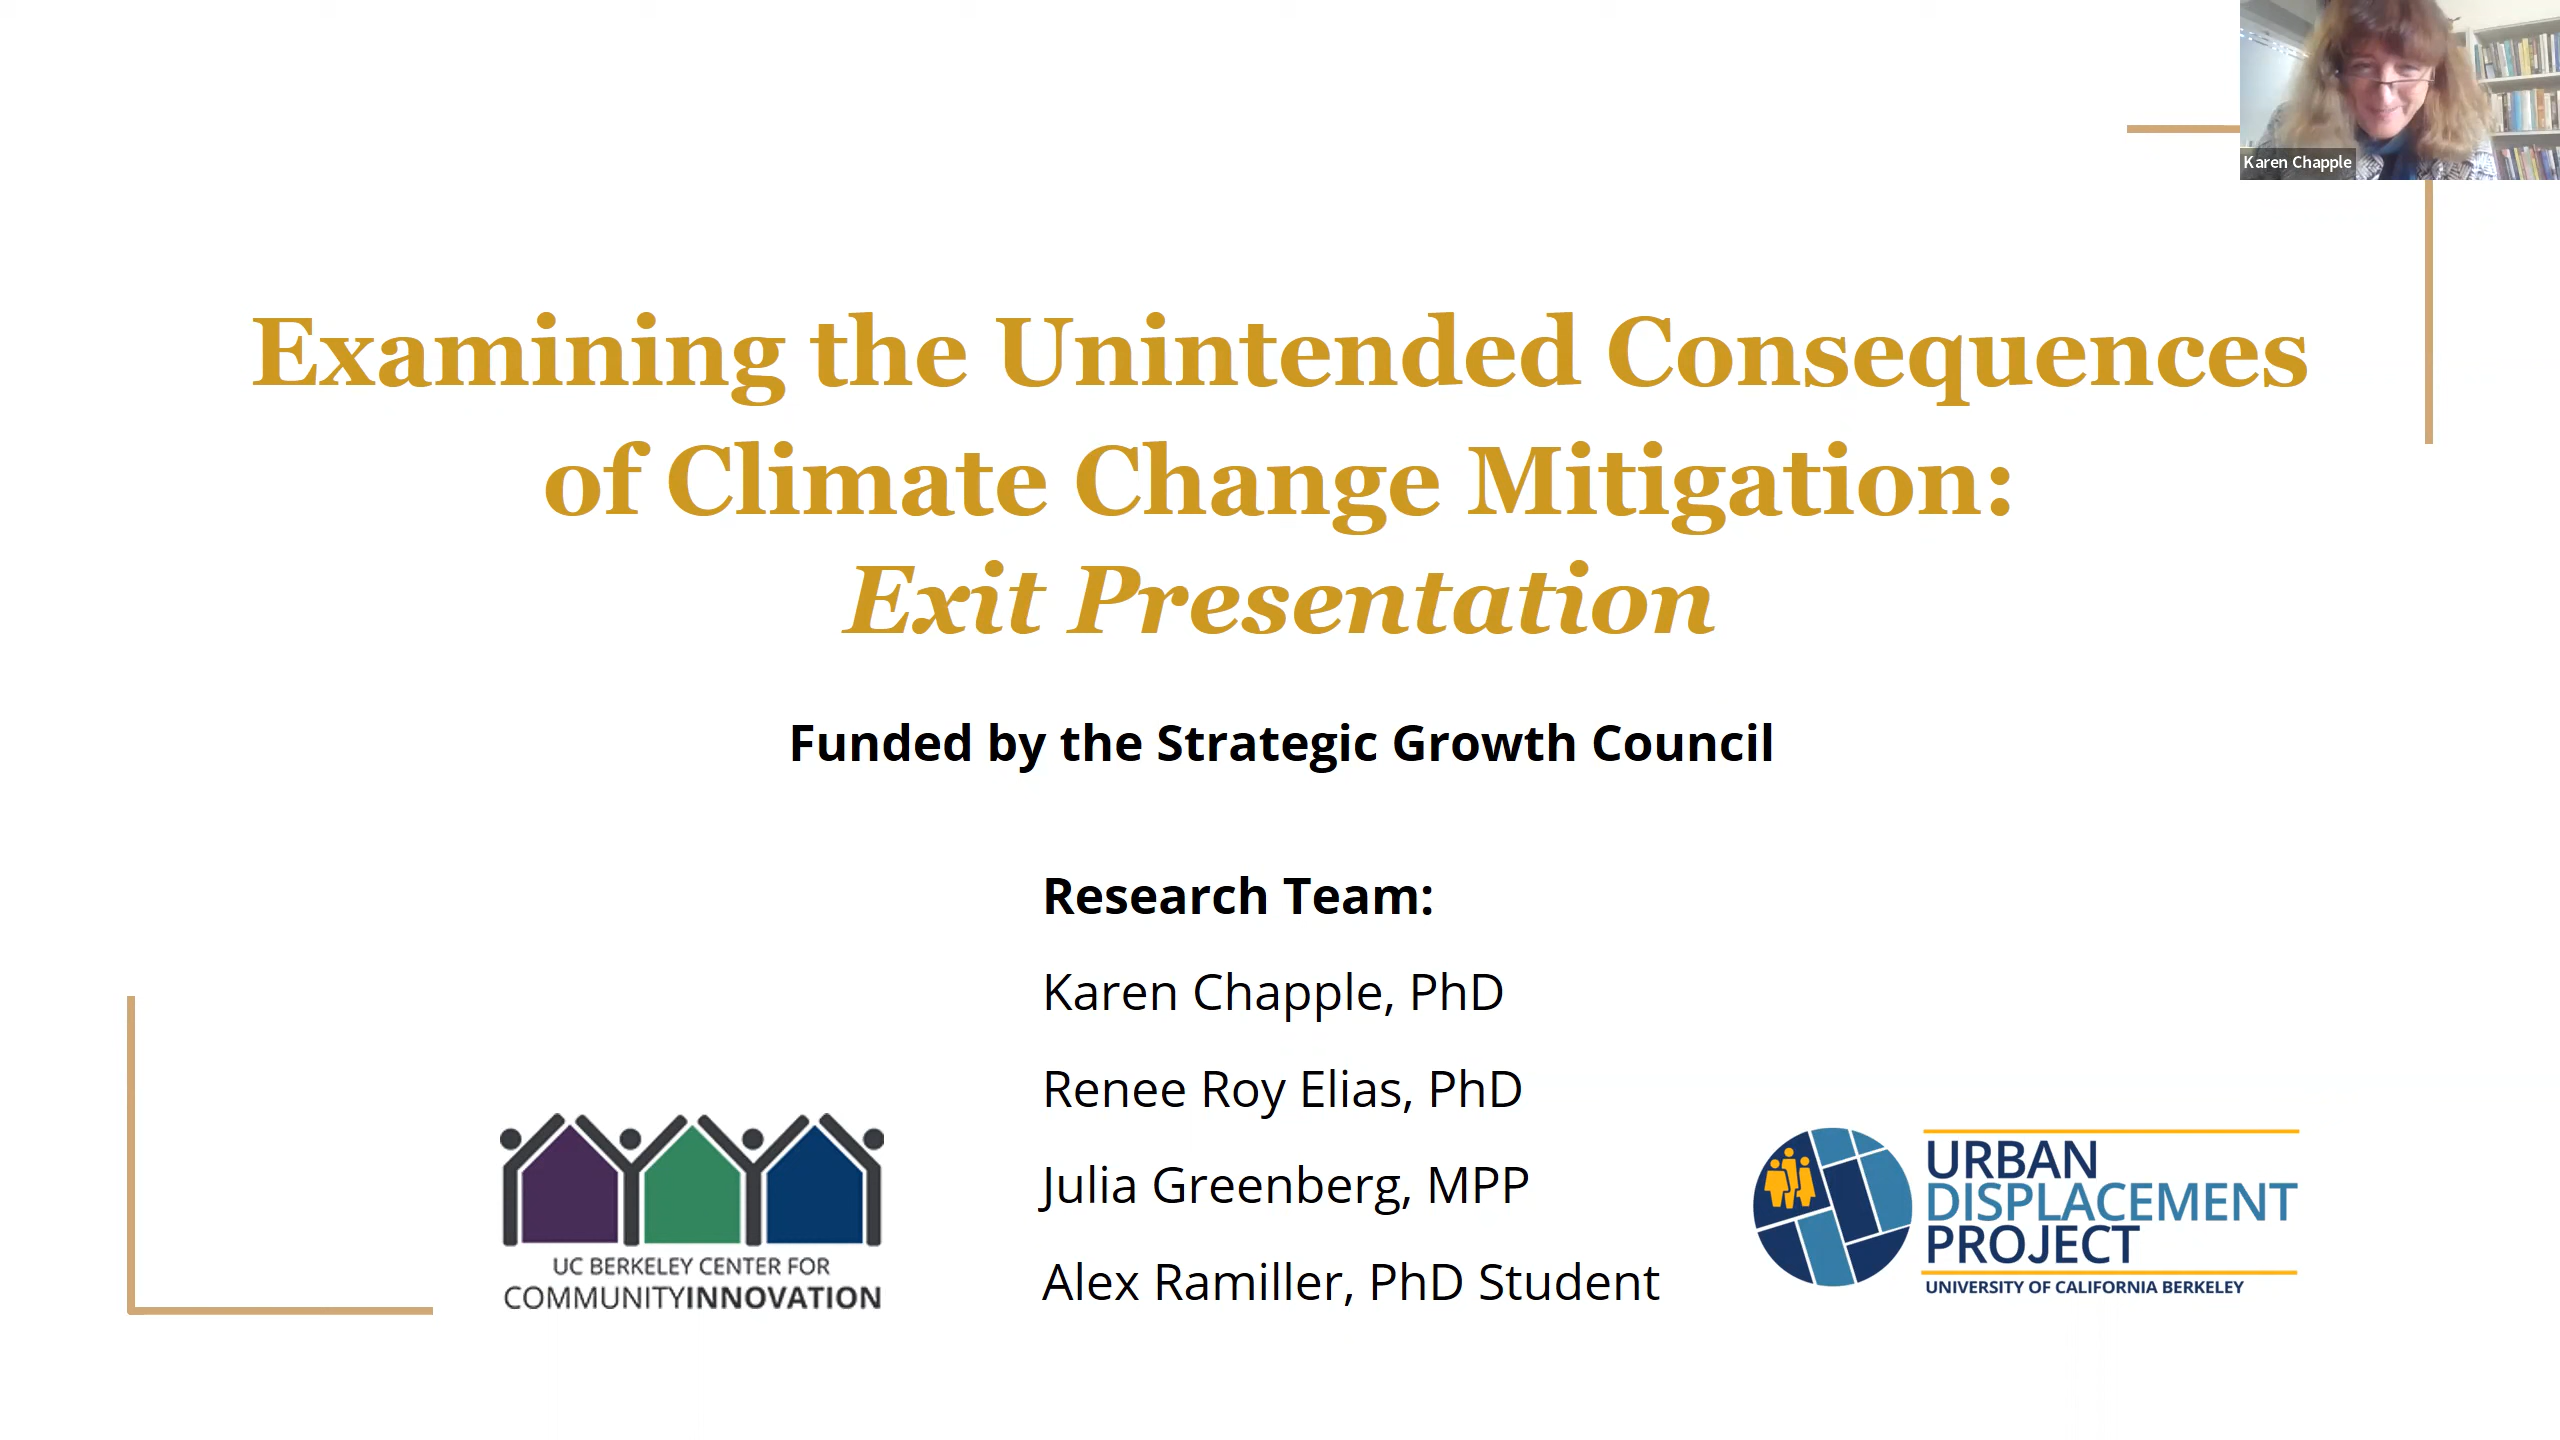 Karen Chapple
Examining the Unintended Consequences
of Climate Change Mitigation:
Exit Presentation
Funded by the Strategic Growth Council
Research Team:
Karen Chapple, PhD
Renee Roy Elias, PhD
Julia Greenberg, MPP
Alex Ramiller, PhD Student
UC BERKELEY CENTER FOR
COMMUNITYINNOVATION
URBAN
DISPLACEMENT
PROJECT
UNIVERSITY OF CALIFORNIA BERKELEY